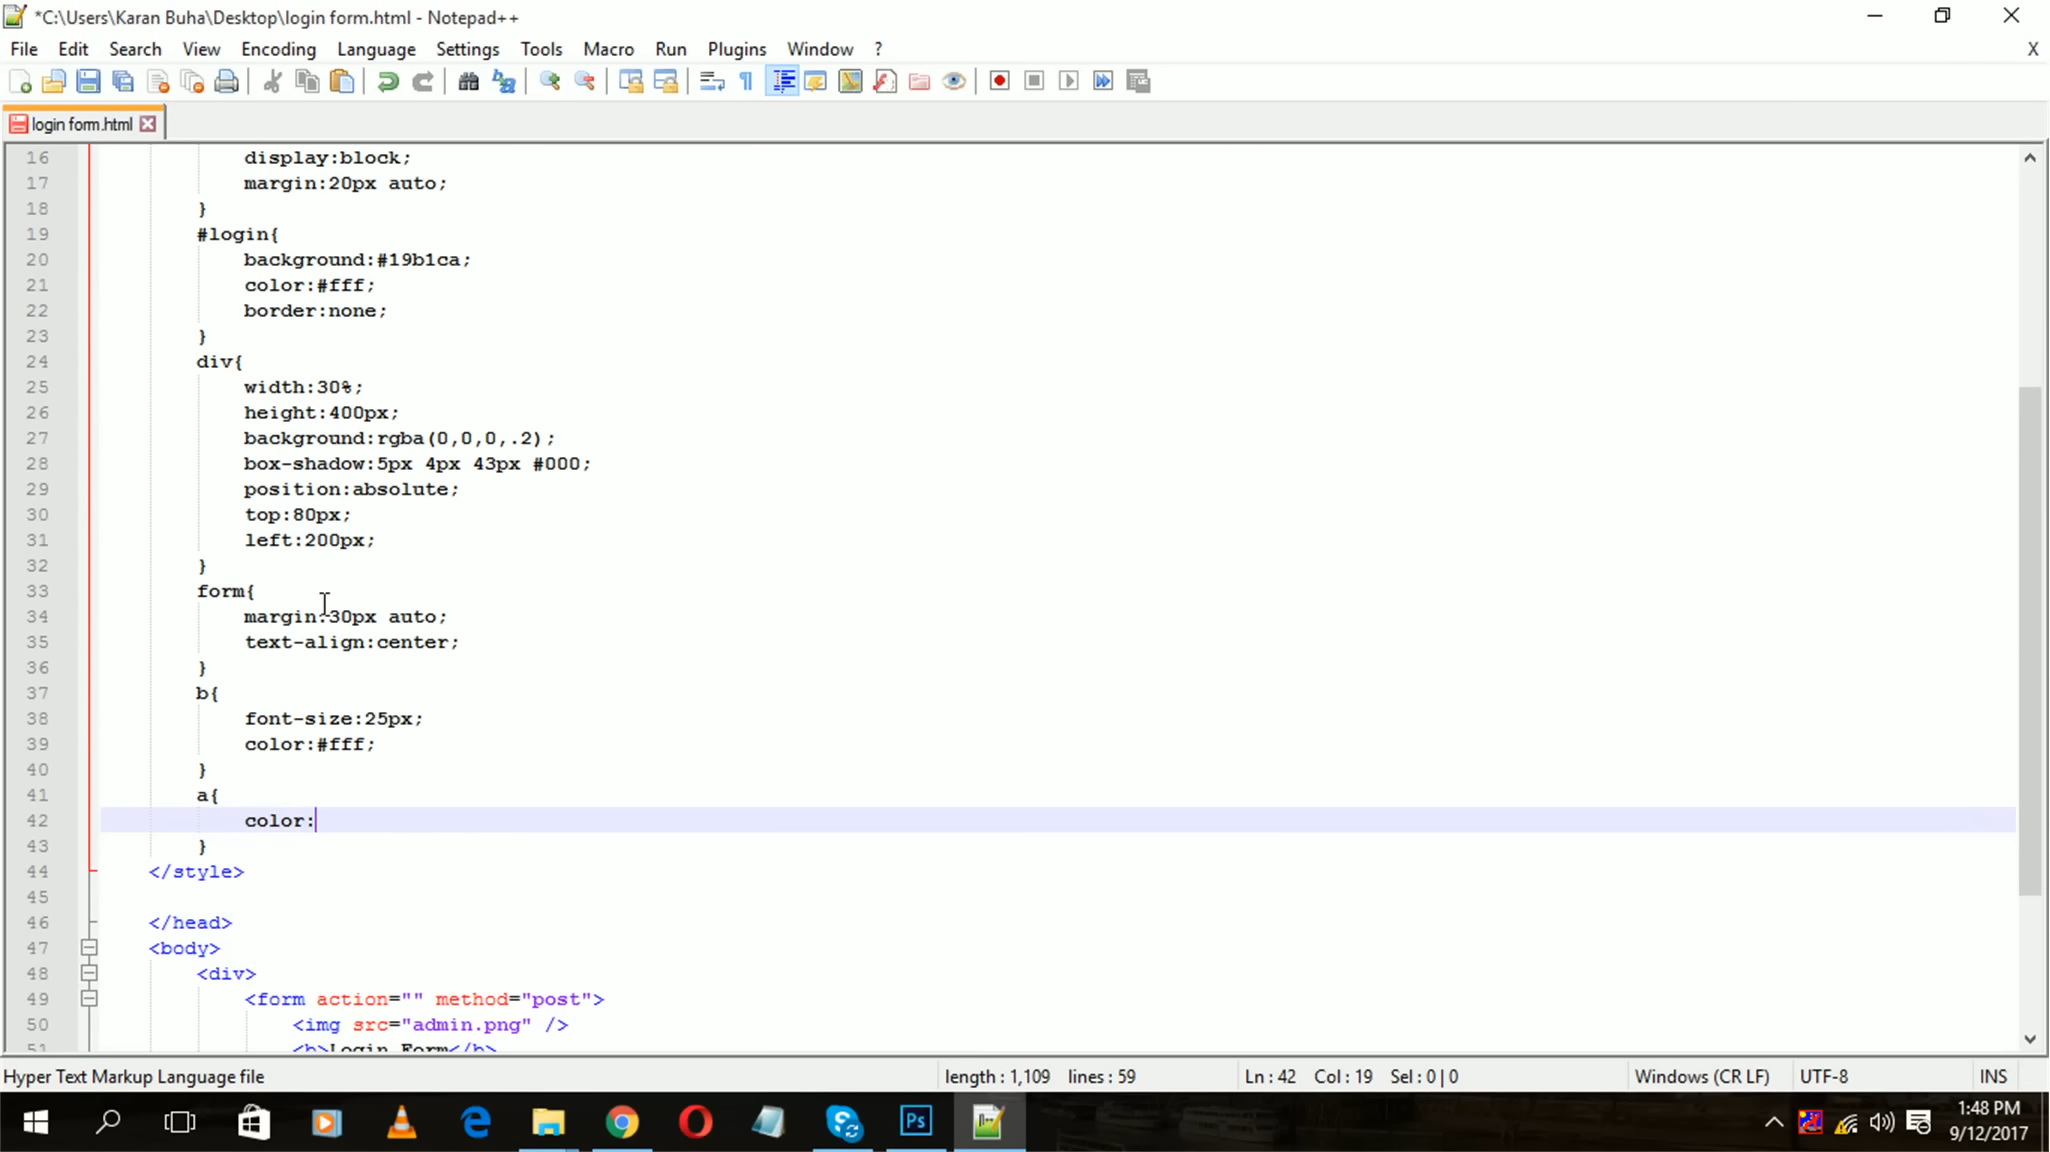 *C:\Users\Karan Buha\Desktop\login form.html - Notepad++
File Edit Search View Encoding Language Settings Tools Macro Run Plugins Window ? X
login form.html
16 display:block;
17 margin:20px auto;
18 }
19 #login{
20 background:#19b1ca;
21 color:#fff;
22 border:none;
23 }
24 div{
25 width:30%;
26 height:400px;
27 background:rgba(0,0,0,.2);
28 box-shadow:5px 4px 43px #000;
29 position:absolute;
30 top:80px;
31 left:200px;
32 }
33 form{
34 margin:30px auto;
35 text-align:center;
36 }
37 b{
38 font-size:25px;
39 color:#fff;
40 }
41 a{
42 color:
43 }
44 </style>
45
46 </head>
47 <body>
48 <div>
49 <form action="" method="post">
50 <img src="admin.png" />
51 <b>Login Form</b>
Hyper Text Markup Language file length : 1,109 lines : 59 Ln : 42 Col : 19 Sel : 0 | 0 Windows (CR LF) UTF-8 INS
Ps
1:48 PM
9/12/2017